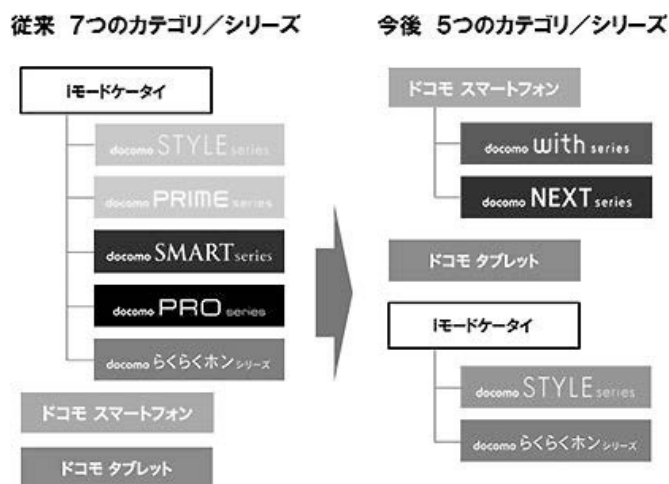 従来 7つのカテゴリ／シリーズ
iモードケータイ
docomo STYLE series
docomo PRIME series
docomo SMART series
docomo PRO series
docomo らくらくホン シリーズ
ドコモ スマートフォン
ドコモ タブレット
今後 5つのカテゴリ／シリーズ
ドコモ スマートフォン
docomo with series
docomo NEXT series
ドコモ タブレット
iモードケータイ
docomo STYLE series
docomo らくらくホン シリーズ